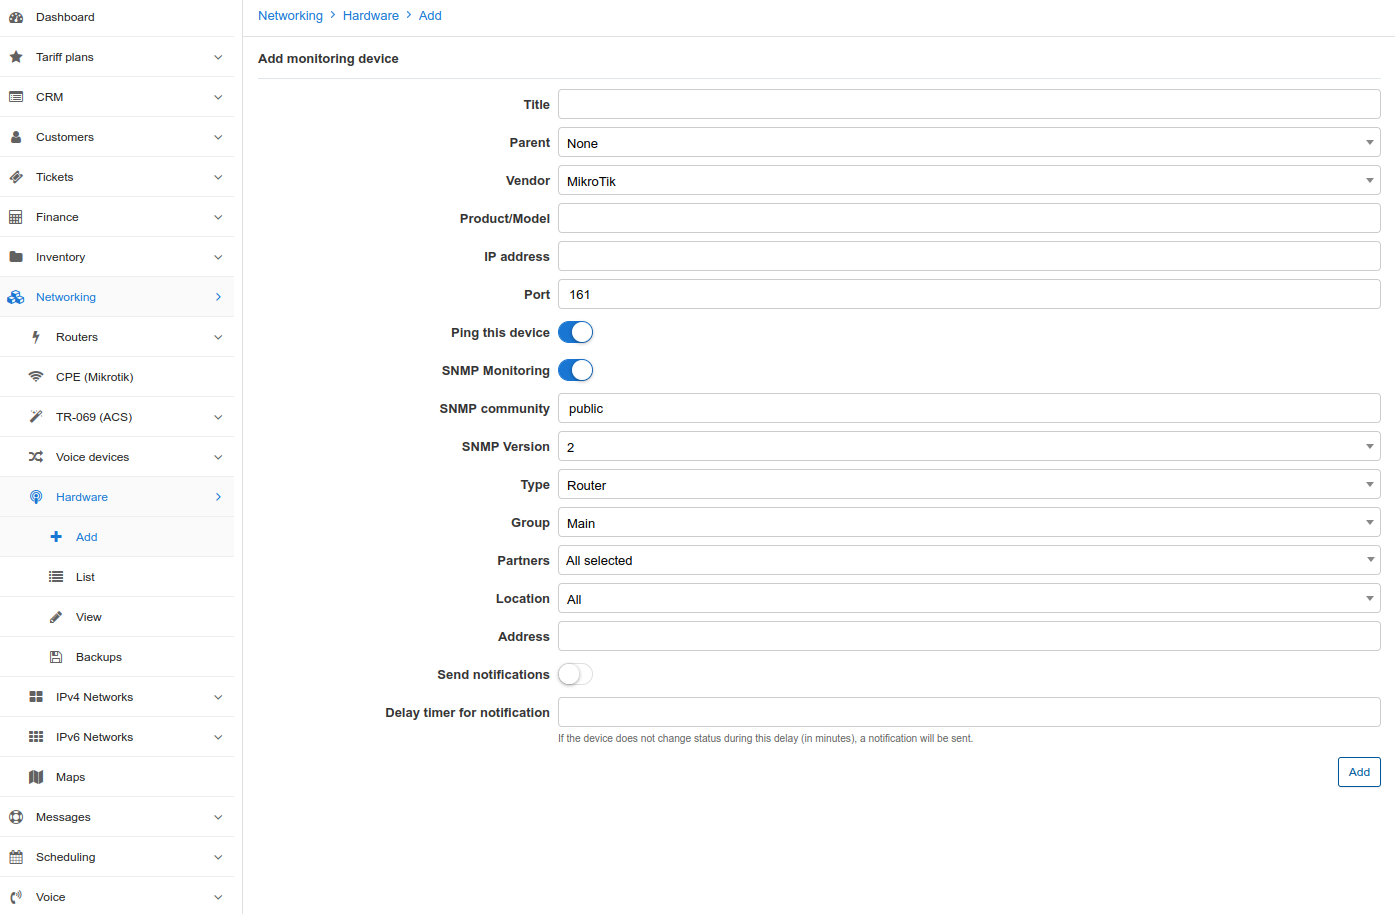 Dashboard
Tariff plans
CRM
Customers
Tickets
Finance
Inventory
Networking
Routers
CPE (Mikrotik)
TR-069 (ACS)
Voice devices
Hardware
Add
List
View
Backups
IPv4 Networks
IPv6 Networks
Maps
Messages
Scheduling
Voice
Networking > Hardware > Add
Add monitoring device
Title
Parent None
Vendor MikroTik
Product/Model
IP address
Port 161
Ping this device
SNMP Monitoring
SNMP community public
SNMP Version 2
Type Router
Group Main
Partners All selected
Location All
Address
Send notifications
Delay timer for notification
If the device does not change status during this delay (in minutes), a notification will be sent.
Add